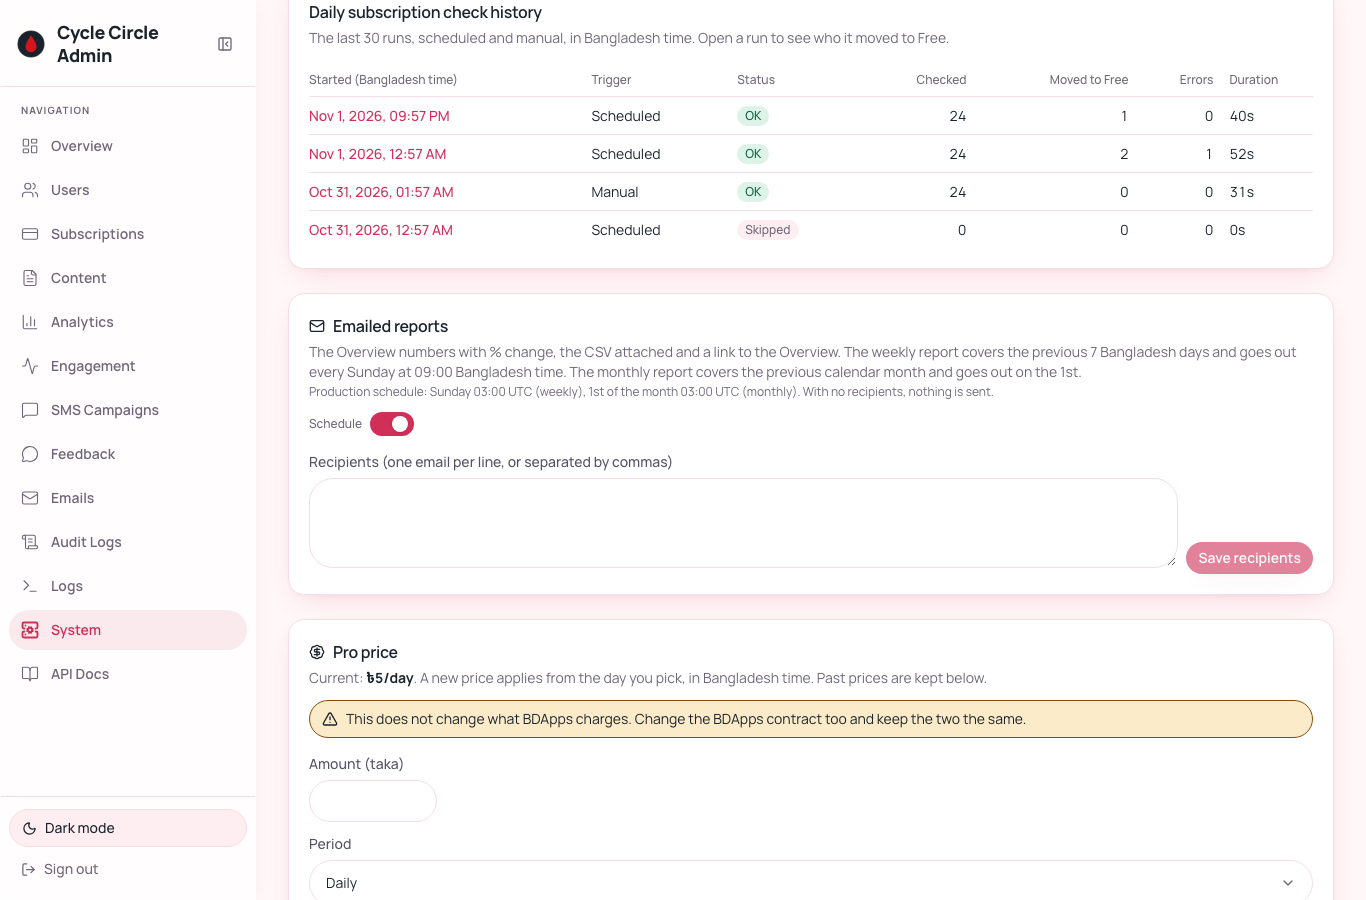 Cycle Circle
Admin
NAVIGATION
Overview
Users
Subscriptions
Content
Analytics
Engagement
SMS Campaigns
Feedback
Emails
Audit Logs
Logs
System
API Docs
Dark mode
Sign out
Daily subscription check history
The last 30 runs, scheduled and manual, in Bangladesh time. Open a run to see who it moved to Free.
Started (Bangladesh time) Trigger Status Checked Moved to Free Errors Duration
Nov 1, 2026, 09:57 PM Scheduled OK 24 1 0 40s
Nov 1, 2026, 12:57 AM Scheduled OK 24 2 1 52s
Oct 31, 2026, 01:57 AM Manual OK 24 0 0 31s
Oct 31, 2026, 12:57 AM Scheduled Skipped 0 0 0 0s
Emailed reports
The Overview numbers with % change, the CSV attached and a link to the Overview. The weekly report covers the previous 7 Bangladesh days and goes out
every Sunday at 09:00 Bangladesh time. The monthly report covers the previous calendar month and goes out on the 1st.
Production schedule: Sunday 03:00 UTC (weekly), 1st of the month 03:00 UTC (monthly). With no recipients, nothing is sent.
Schedule
Recipients (one email per line, or separated by commas)
Save recipients
Pro price
Current: ৳5/day. A new price applies from the day you pick, in Bangladesh time. Past prices are kept below.
This does not change what BDApps charges. Change the BDApps contract too and keep the two the same.
Amount (taka)
Period
Daily